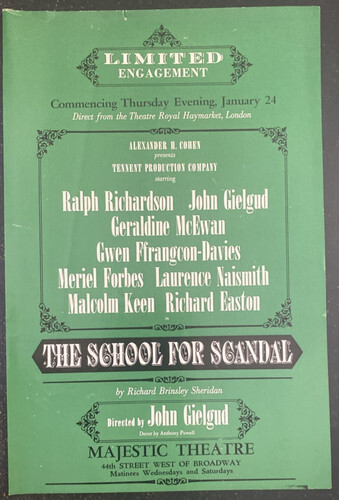 LIMITED
ENGAGEMENT
Commencing Thursday Evening, January 24
Direct from the Theatre Royal Haymarket, London
ALEXANDER H. COHEN
presents
TENNENT PRODUCTION COMPANY
starring
Ralph Richardson John Gielgud
Geraldine McEwan
Gwen Ffrangcon-Davies
Meriel Forbes Laurence Naismith
Malcolm Keen Richard Easton
in
THE SCHOOL FOR SCANDAL
by Richard Brinsley Sheridan
Directed by John Gielgud
Decor by Anthony Powell
MAJESTIC THEATRE
44th STREET WEST OF BROADWAY
Matinees Wednesdays and Saturdays